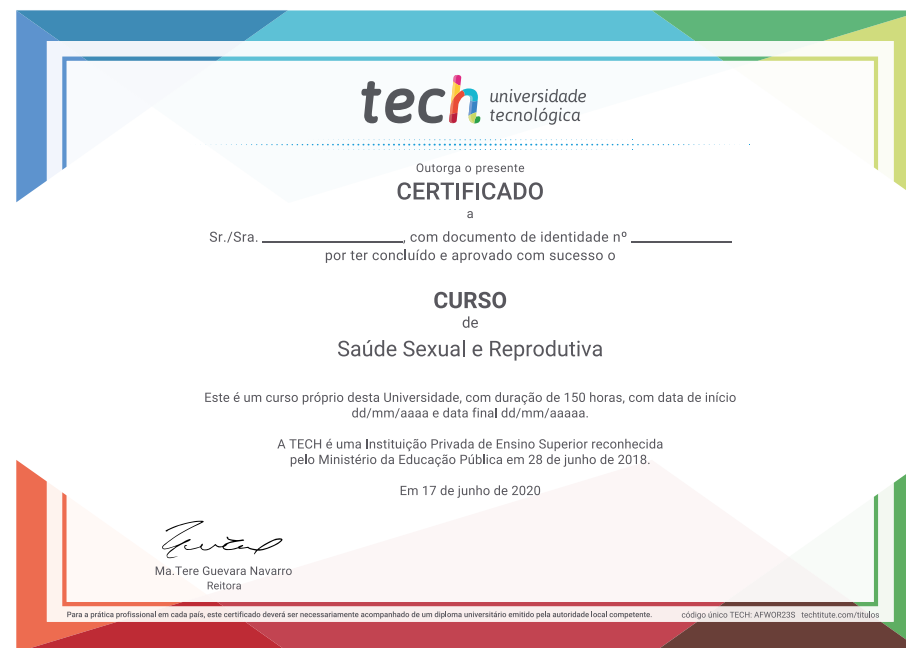 tech universidade
tecnológica
Outorga o presente
CERTIFICADO
a
Sr./Sra. ____________, com documento de identidade nº ____________
por ter concluído e aprovado com sucesso o
CURSO
de
Saúde Sexual e Reprodutiva
Este é um curso próprio desta Universidade, com duração de 150 horas, com data de início
dd/mm/aaaa e data final dd/mm/aaaaa.
A TECH é uma Instituição Privada de Ensino Superior reconhecida
pelo Ministério da Educação Pública em 28 de junho de 2018.
Em 17 de junho de 2020
Ma.Tere Guevara Navarro
Reitora
Para a prática profissional em cada país, este certificado deverá ser necessariamente acompanhado de um diploma universitário emitido pela autoridade local competente. código único TECH: AFWOR23S techtitute.com/titulos